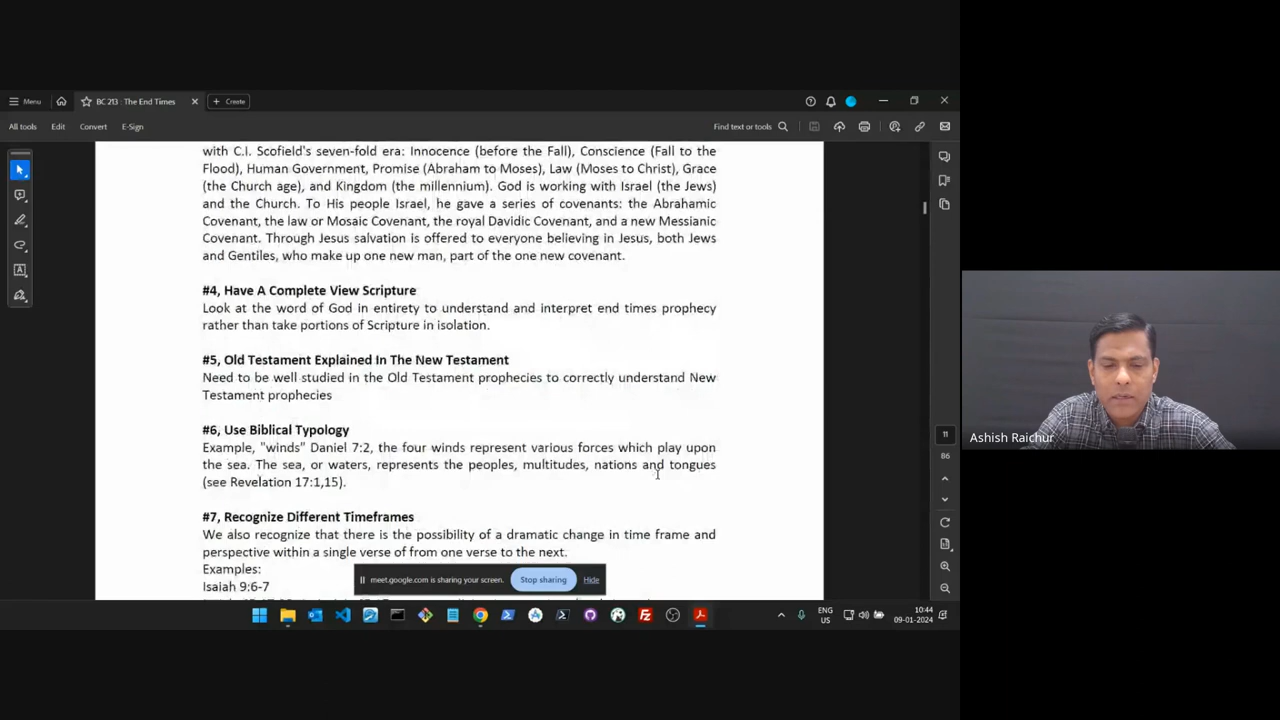 Menu
BC 213 : The End Times
Create
All tools
Edit
Convert
E-Sign
Find text or tools
with C.I. Scofield's seven-fold era: Innocence (before the Fall), Conscience (Fall to the
Flood), Human Government, Promise (Abraham to Moses), Law (Moses to Christ), Grace
(the Church age), and Kingdom (the millennium). God is working with Israel (the Jews)
and the Church. To His people Israel, he gave a series of covenants: the Abrahamic
Covenant, the law or Mosaic Covenant, the royal Davidic Covenant, and a new Messianic
Covenant. Through Jesus salvation is offered to everyone believing in Jesus, both Jews
and Gentiles, who make up one new man, part of the one new covenant.
#4, Have A Complete View Scripture
Look at the word of God in entirety to understand and interpret end times prophecy
rather than take portions of Scripture in isolation.
#5, Old Testament Explained In The New Testament
Need to be well studied in the Old Testament prophecies to correctly understand New
Testament prophecies
#6, Use Biblical Typology
Example, "winds" Daniel 7:2, the four winds represent various forces which play upon
the sea. The sea, or waters, represents the peoples, multitudes, nations and tongues
(see Revelation 17:1,15).
#7, Recognize Different Timeframes
We also recognize that there is the possibility of a dramatic change in time frame and
perspective within a single verse of from one verse to the next.
Examples:
Isaiah 9:6-7
meet.google.com is sharing your screen.
Stop sharing
Hide
11
86
ENG
US
10:44
09-01-2024
Ashish Raichur